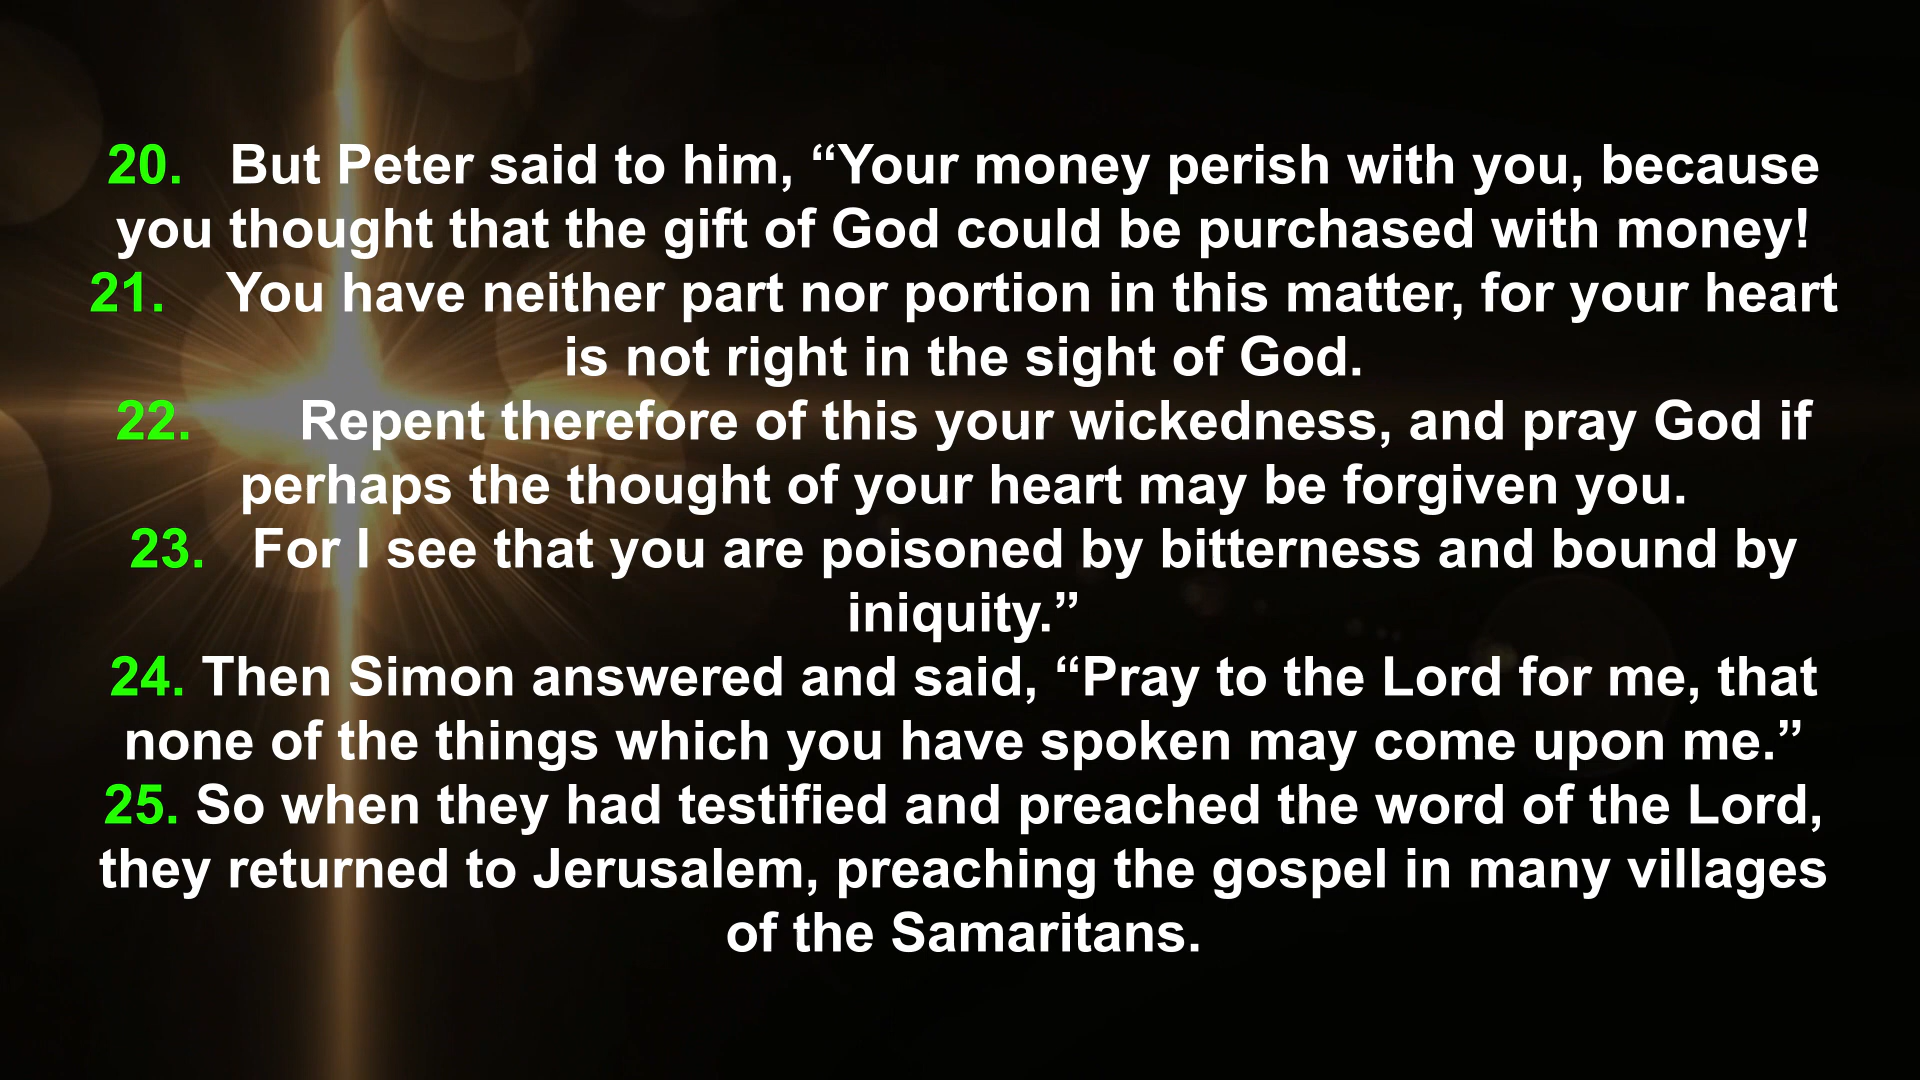 20. But Peter said to him, “Your money perish with you, because
you thought that the gift of God could be purchased with money!
21. You have neither part nor portion in this matter, for your heart
is not right in the sight of God.
22. Repent therefore of this your wickedness, and pray God if
perhaps the thought of your heart may be forgiven you.
23. For I see that you are poisoned by bitterness and bound by
iniquity.”
24. Then Simon answered and said, “Pray to the Lord for me, that
none of the things which you have spoken may come upon me.”
25. So when they had testified and preached the word of the Lord,
they returned to Jerusalem, preaching the gospel in many villages
of the Samaritans.